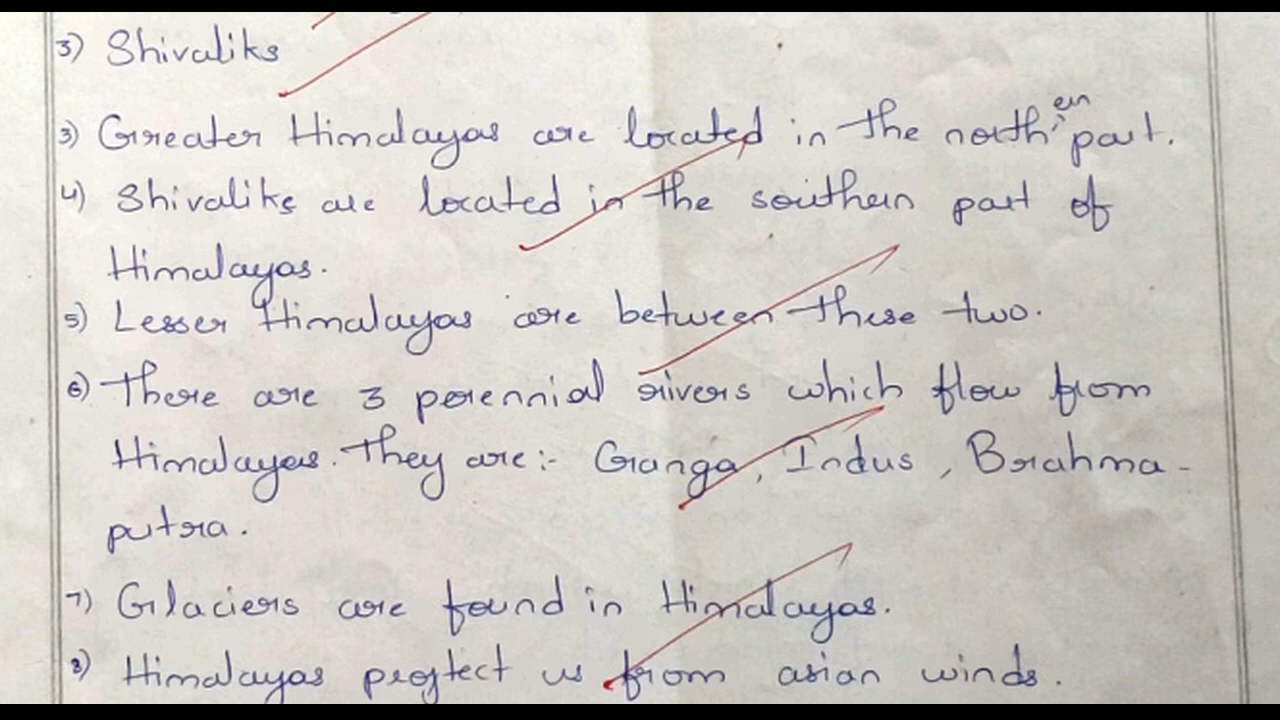 3) Shivaliks
3) Greater Himalayas are located in the northern part.
4) Shivaliks are located in the southern part of
Himalayas.
5) Lesser Himalayas are between these two.
6) There are 3 perennial rivers which flow from
Himalayas. They are:- Ganga, Indus, Brahma-
putra.
7) Glaciers are found in Himalayas.
8) Himalayas protect us from asian winds.